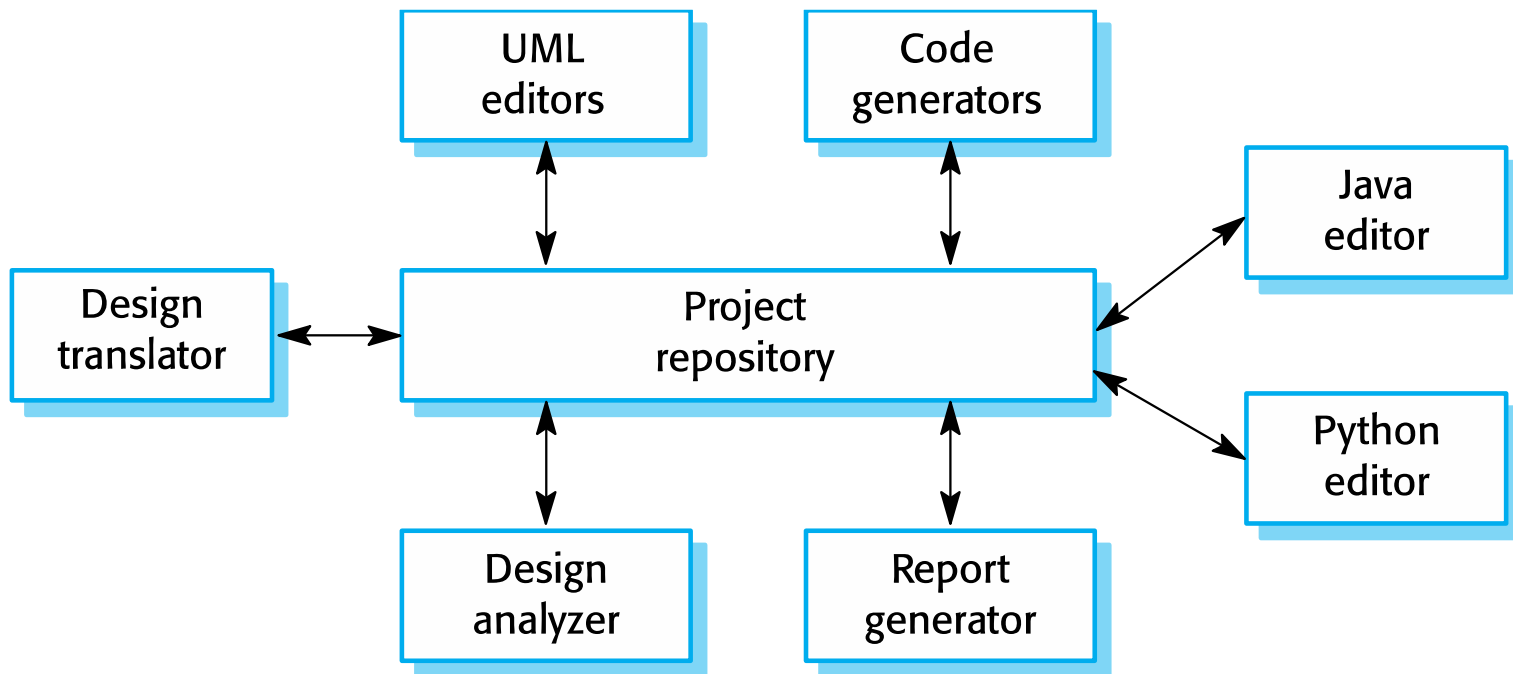 UML
editors
Code
generators
Java
editor
Design
translator
Project
repository
Python
editor
Design
analyzer
Report
generator